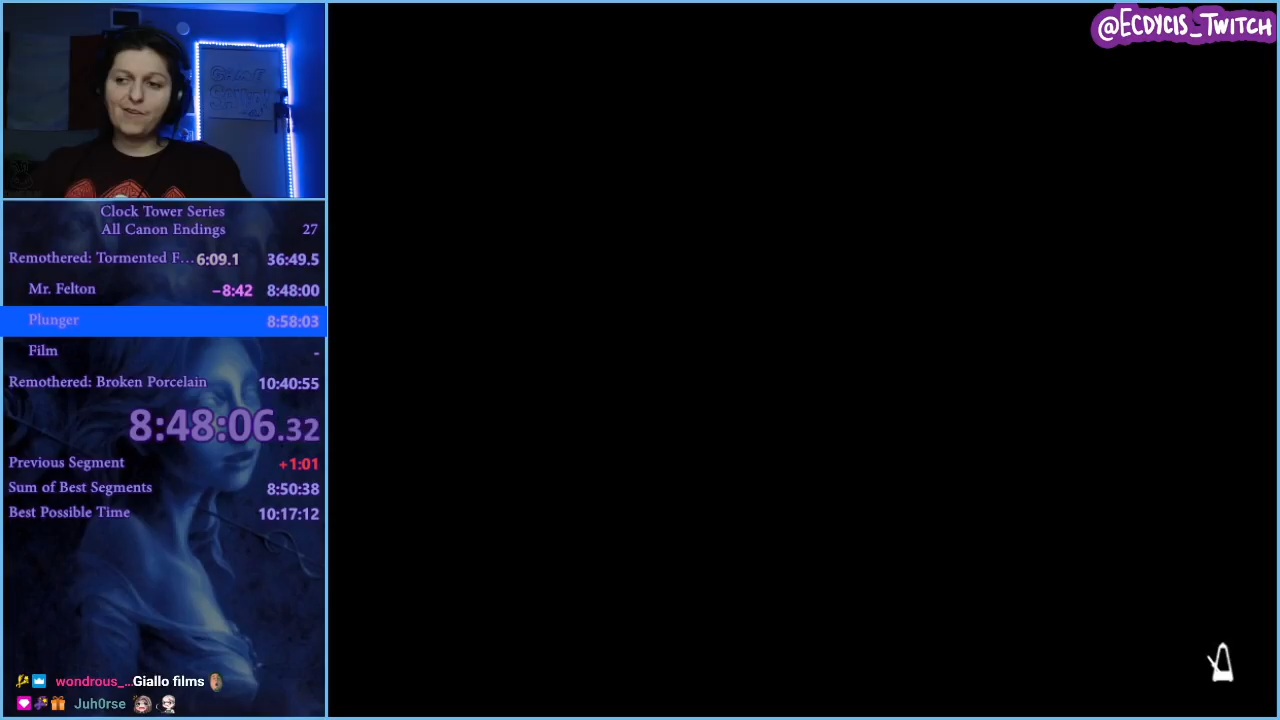 @ECDYCIS_TWITCH
Clock Tower Series
All Canon Endings 27
Remothered: Tormented F... 6:09.1 36:49.5
Mr. Felton −8:42 8:48:00
Plunger 8:58:03
Film -
Remothered: Broken Porcelain 10:40:55
8:48:06.32
Previous Segment +1:01
Sum of Best Segments 8:50:38
Best Possible Time 10:17:12
wondrous_... Giallo films
Juh0rse